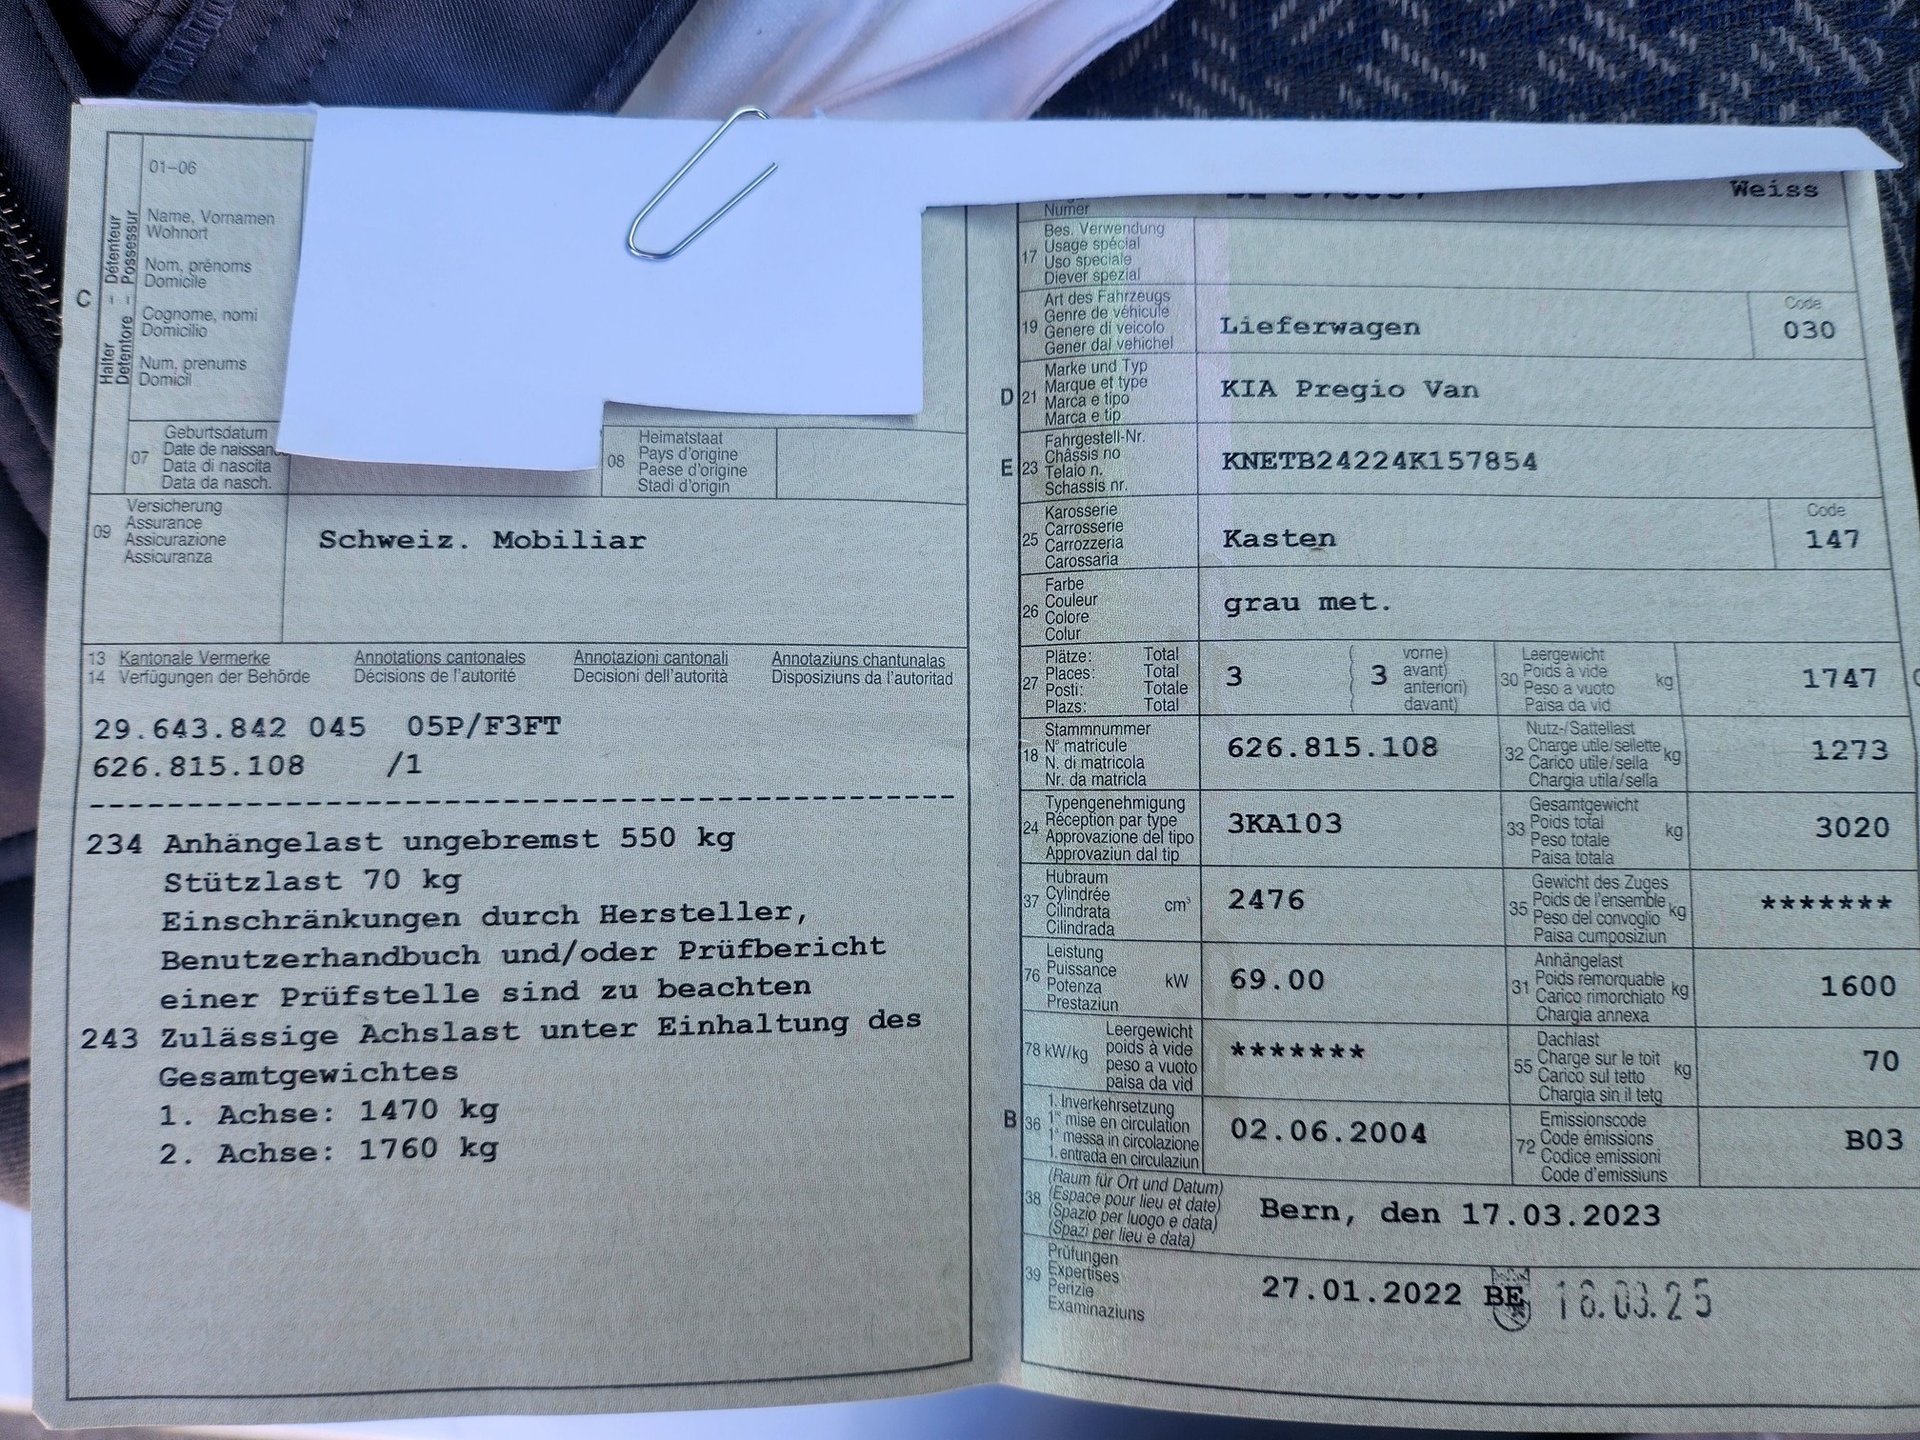 01-06
C
Halter - Détenteur
Detentore - Possessur
Name, Vornamen
Wohnort
Nom, prénoms
Domicile
Cognome, nomi
Domicilio
Num, prenums
Domicil
07
Geburtsdatum
Date de naissance
Data di nascita
Data da nasch.
08
Heimatstaat
Pays d'origine
Paese d'origine
Stadi d'origin
09
Versicherung
Assurance
Assicurazione
Assicuranza
Schweiz. Mobiliar
13 Kantonale Vermerke Annotations cantonales Annotazioni cantonali Annotaziuns chantunalas
14 Verfügungen der Behörde Décisions de l'autorité Decisioni dell'autorità Disposiziuns da l'autoritad
29.643.842 045 05P/F3FT
626.815.108 /1
234 Anhängelast ungebremst 550 kg
Stützlast 70 kg
Einschränkungen durch Hersteller,
Benutzerhandbuch und/oder Prüfbericht
einer Prüfstelle sind zu beachten
243 Zulässige Achslast unter Einhaltung des
Gesamtgewichtes
1. Achse: 1470 kg
2. Achse: 1760 kg
Numer
Weiss
17
Bes. Verwendung
Usage spécial
Uso speciale
Diever spezial
19
Art des Fahrzeugs
Genre de véhicule
Genere di veicolo
Gener dal vehichel
Lieferwagen
Code
030
D
21
Marke und Typ
Marque et type
Marca e tipo
Marca e tip
KIA Pregio Van
E
23
Fahrgestell-Nr.
Châssis no
Telaio n.
Schassis nr.
KNETB24224K157854
25
Karosserie
Carrosserie
Carrozzeria
Carossaria
Kasten
Code
147
26
Farbe
Couleur
Colore
Colur
grau met.
27
Plätze: Total
Places: Total
Posti: Totale
Plazs: Total
3
3
vorne)
avant)
anteriori)
davant)
30
Leergewicht
Poids à vide
Peso a vuoto
Paisa da vid
kg
1747
18
Stammnummer
N° matricule
N. di matricola
Nr. da matricla
626.815.108
32
Nutz-/Sattellast
Charge utile/sellette
Carico utile/sella
Chargia utila/sella
kg
1273
24
Typengenehmigung
Réception par type
Approvazione del tipo
Approvaziun dal tip
3KA103
33
Gesamtgewicht
Poids total
Peso totale
Paisa totala
kg
3020
37
Hubraum
Cylindrée
Cilindrata
Cilindrada
cm³
2476
35
Gewicht des Zuges
Poids de l'ensemble
Peso del convoglio
Paisa cumposiziun
kg
*******
76
Leistung
Puissance
Potenza
Prestaziun
kW
69.00
31
Anhängelast
Poids remorquable
Carico rimorchiato
Chargia annexa
kg
1600
78 kW/kg
Leergewicht
poids à vide
peso a vuoto
paisa da vid
*******
55
Dachlast
Charge sur le toit
Carico sul tetto
Chargia sin il tetg
kg
70
B
36
1. Inverkehrsetzung
1re mise en circulation
1a messa in circolazione
1. entrada en circulaziun
02.06.2004
72
Emissionscode
Code émissions
Codice emissioni
Code d'emissiuns
B03
38
(Raum für Ort und Datum)
(Espace pour lieu et date)
(Spazio per luogo e data)
(Spazi per lieu e data)
Bern, den 17.03.2023
39
Prüfungen
Expertises
Perizie
Examinaziuns
27.01.2022 BE 18.03.25